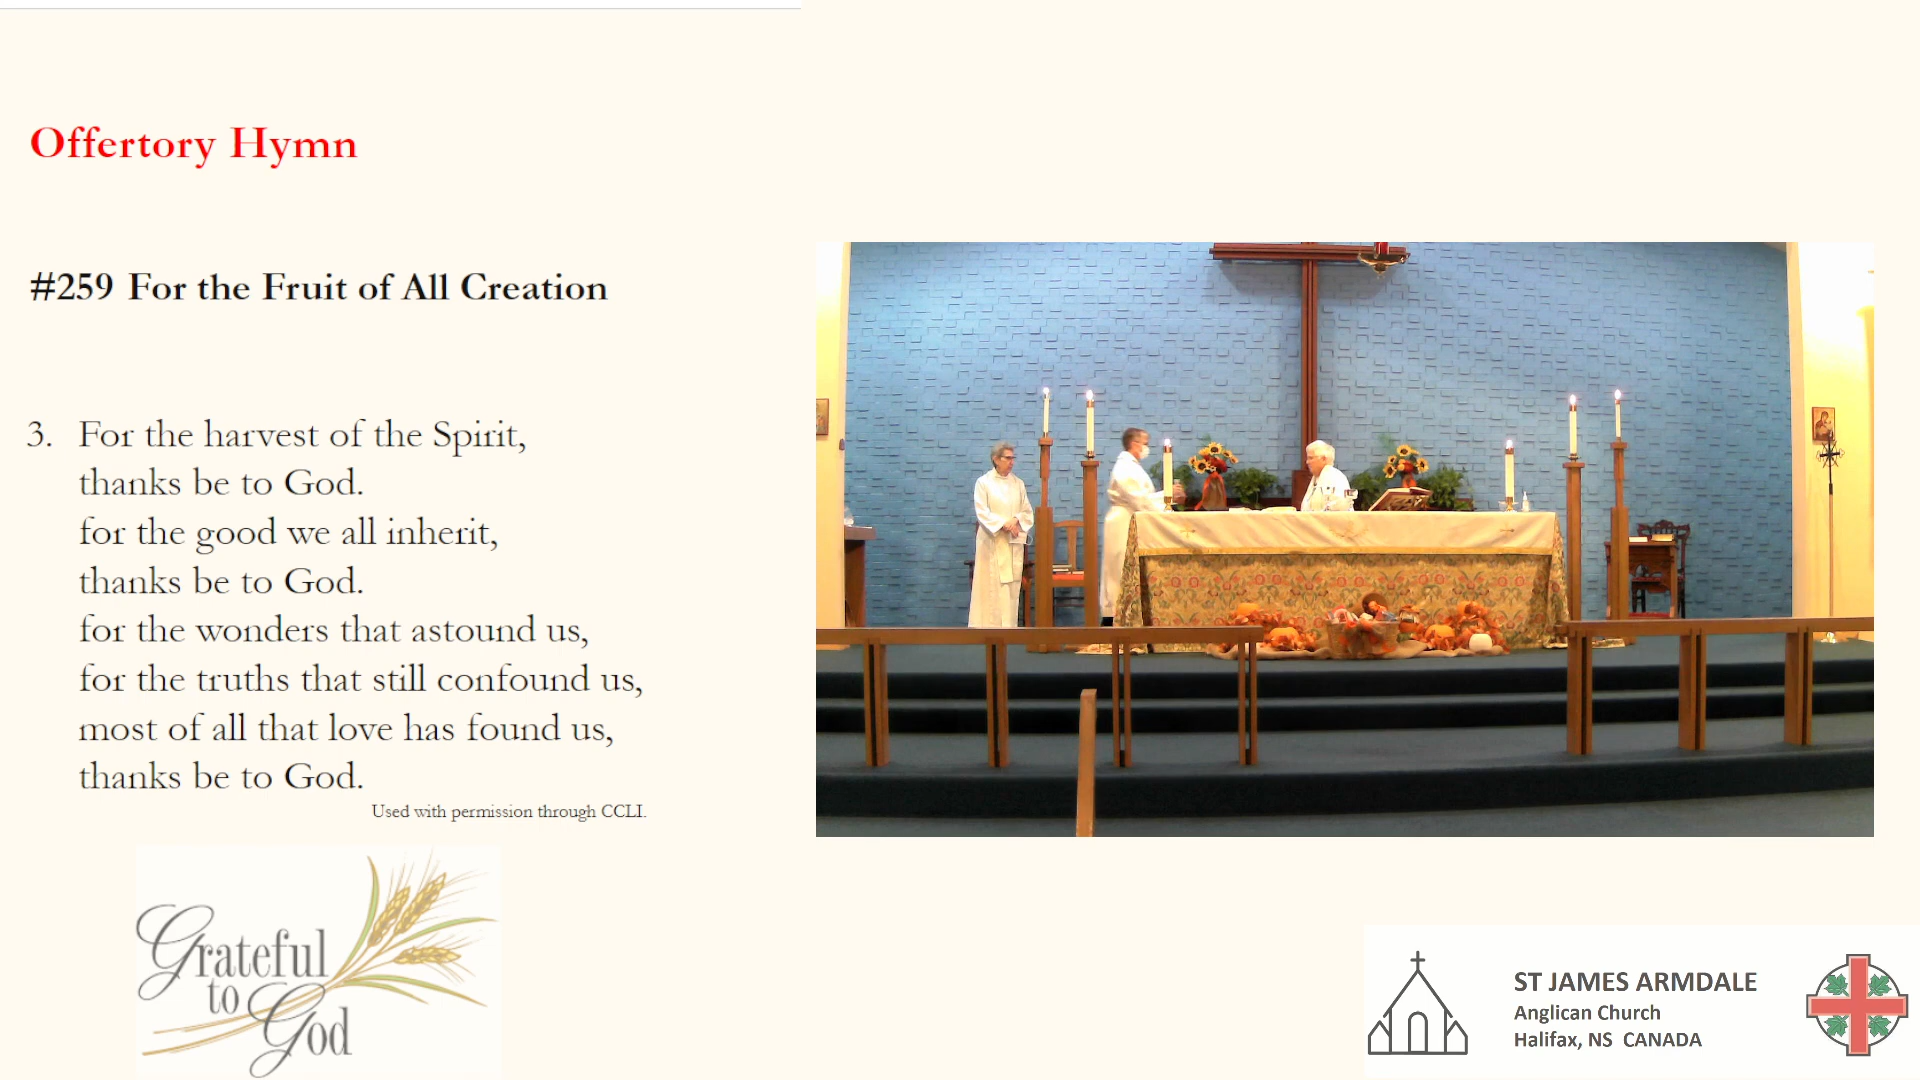 Offertory Hymn
#259 For the Fruit of All Creation
3. For the harvest of the Spirit,
thanks be to God.
for the good we all inherit,
thanks be to God.
for the wonders that astound us,
for the truths that still confound us,
most of all that love has found us,
thanks be to God.
Used with permission through CCLI.
Grateful
to
God
ST JAMES ARMDALE
Anglican Church
Halifax, NS CANADA